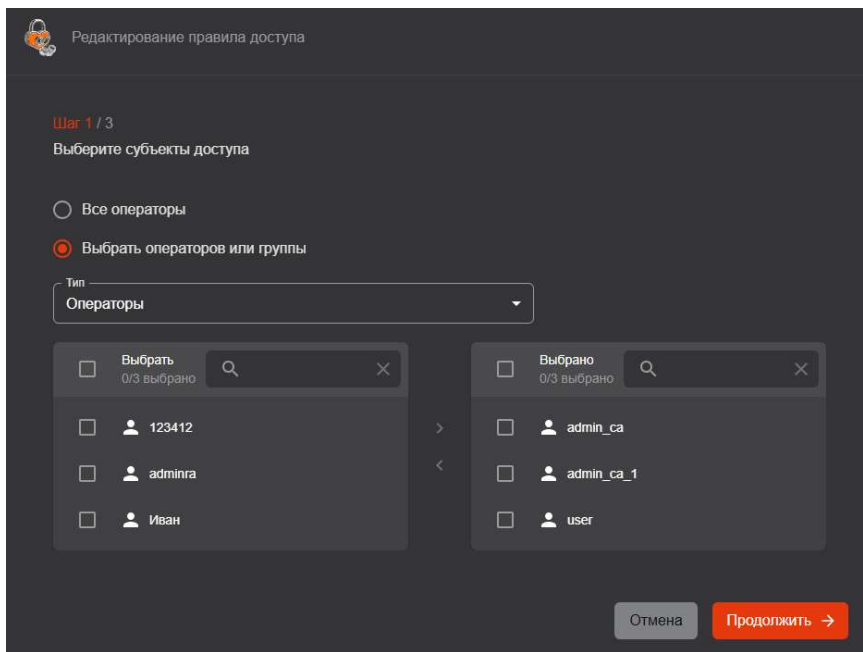 Редактирование правила доступа
Шаг 1 / 3
Выберите субъекты доступа
Все операторы
Выбрать операторов или группы
Тип
Операторы
Выбрать
0/3 выбрано
123412
adminra
Иван
Выбрано
0/3 выбрано
admin_ca
admin_ca_1
user
Отмена
Продолжить →